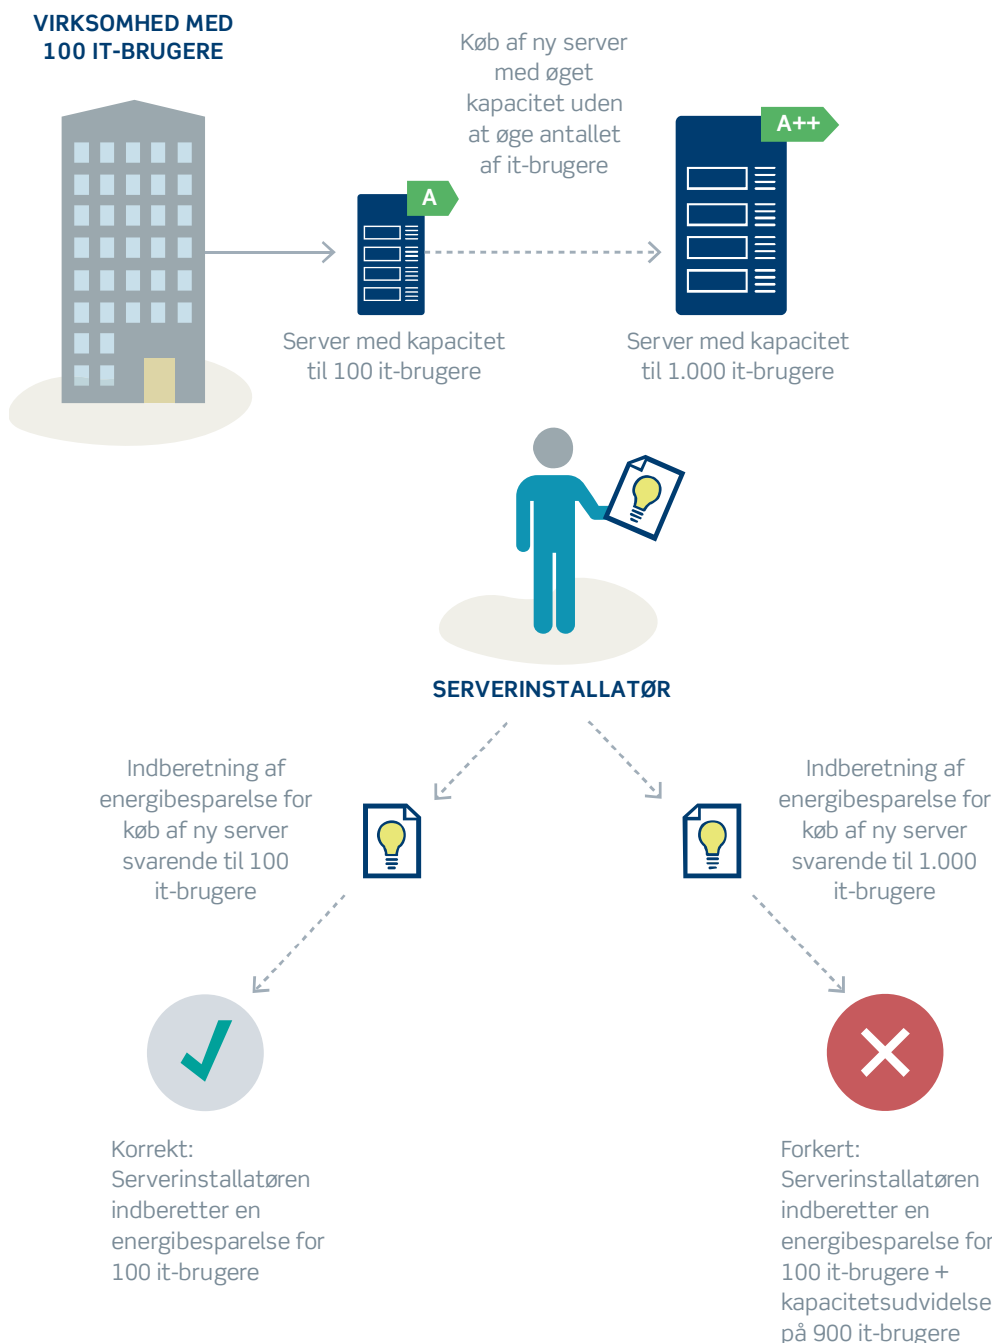 VIRKSOMHED MED
100 IT-BRUGERE
Køb af ny server
med øget
kapacitet uden
at øge antallet
af it-brugere
A
A++
Server med kapacitet
til 100 it-brugere
Server med kapacitet
til 1.000 it-brugere
SERVERINSTALLATØR
Indberetning af
energibesparelse for
køb af ny server
svarende til 100
it-brugere
Indberetning af
energibesparelse for
køb af ny server
svarende til 1.000
it-brugere
Korrekt:
Serverinstallatøren
indberetter en
energibesparelse for
100 it-brugere
Forkert:
Serverinstallatøren
indberetter en
energibesparelse for
100 it-brugere +
kapacitetsudvidelse
på 900 it-brugere